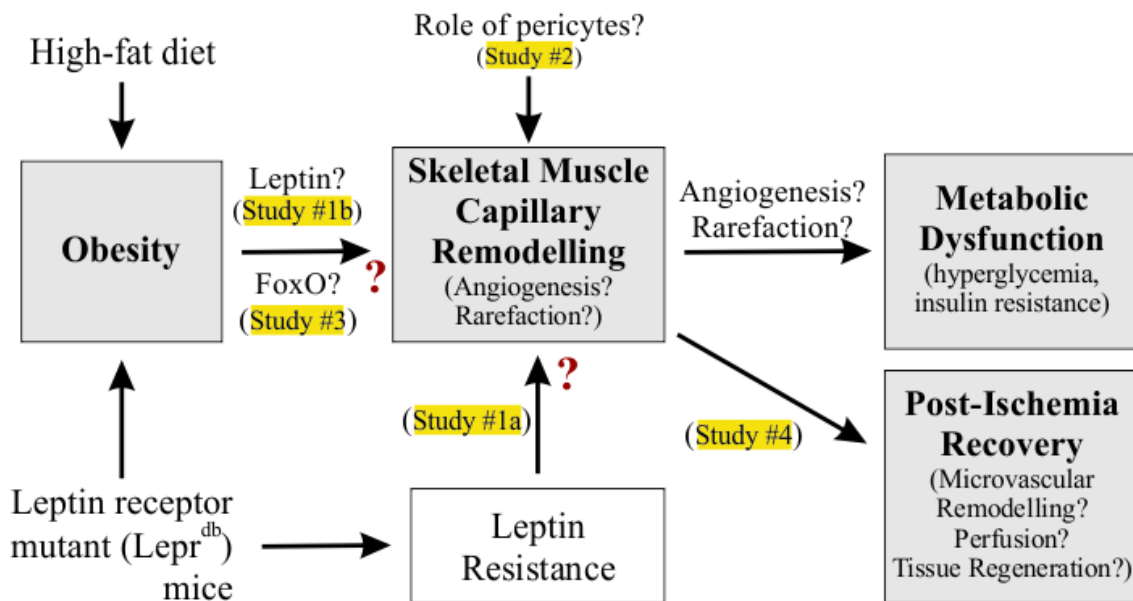 High-fat diet
Role of pericytes?
(Study #2)
Obesity
Leptin?
(Study #1b)
FoxO?
(Study #3)
?
Skeletal Muscle
Capillary
Remodelling
(Angiogenesis?
Rarefaction?)
Angiogenesis?
Rarefaction?
Metabolic
Dysfunction
(hyperglycemia,
insulin resistance)
?
(Study #1a)
(Study #4)
Post-Ischemia
Recovery
(Microvascular
Remodelling?
Perfusion?
Tissue Regeneration?)
Leptin receptor
mutant (Lepr^db)
mice
Leptin
Resistance